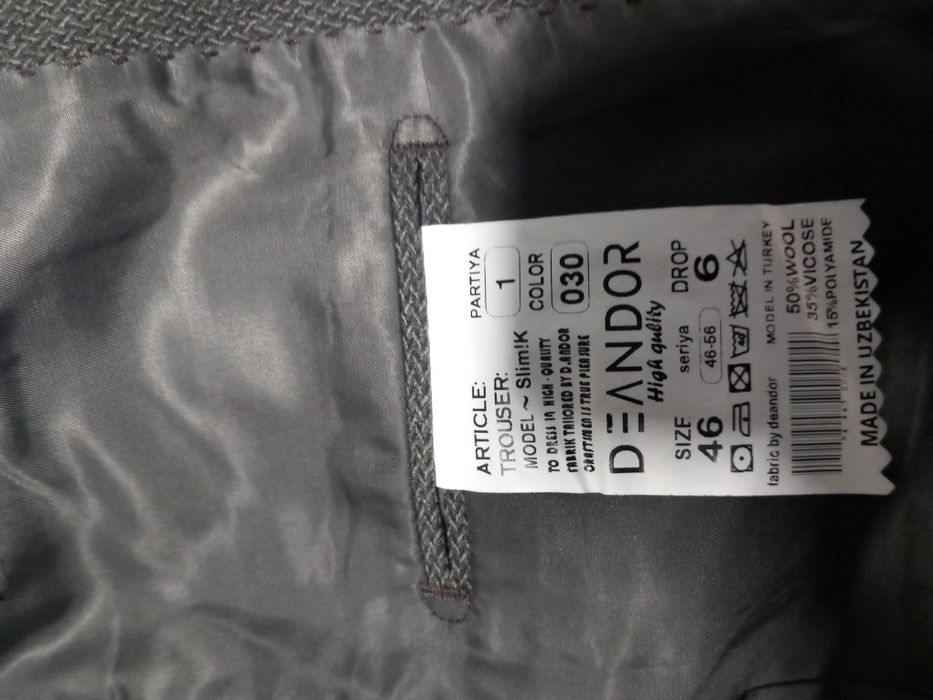 ARTICLE:
TROUSER:
PARTIYA
1
MODEL ~ Slim!K
COLOR
030
TO DRESS IN HIGH-QUALITY
FABRIK TAILORED BY D.ANDOR
CRAFTSMEN IS TRUE PLEASURE
DEANDOR
High qulity
SIZE
46
seriya
46-56
DROP
6
fabric by deandor
MODEL IN TURKEY
50%WOOL
35%VICOSE
15%POLYAMIDE
MADE IN UZBEKISTAN